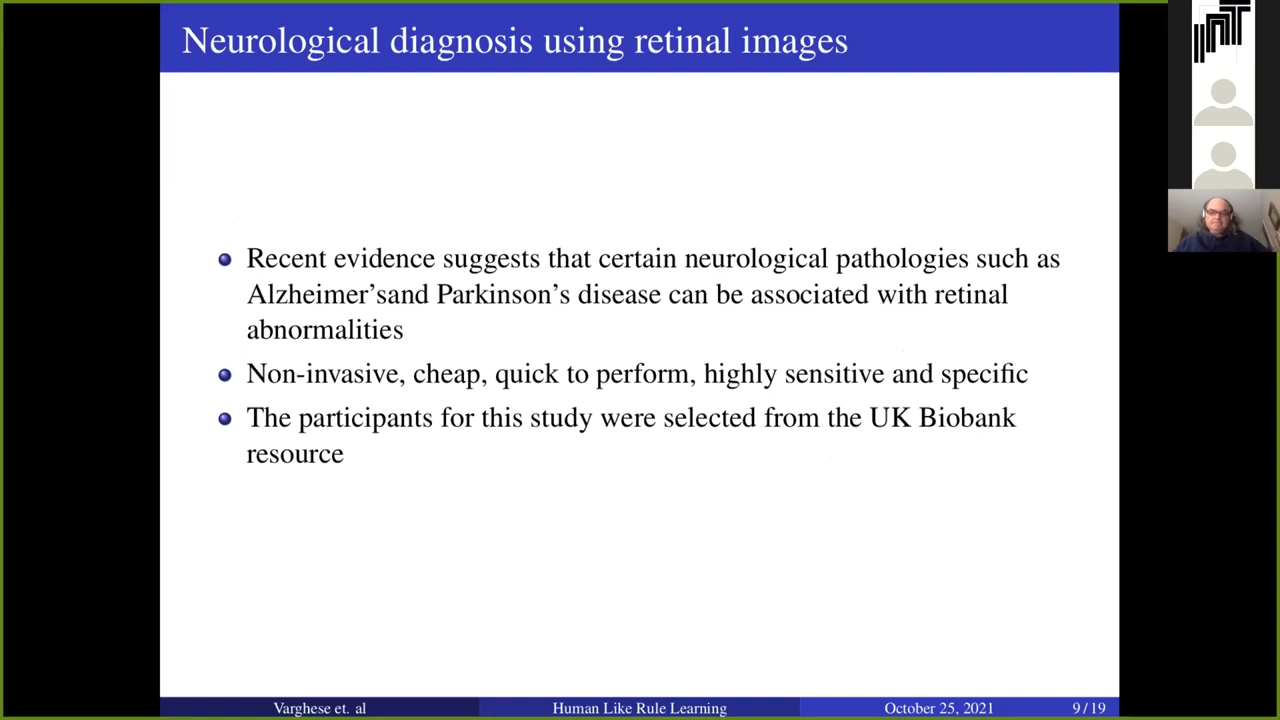 Neurological diagnosis using retinal images
Recent evidence suggests that certain neurological pathologies such as
Alzheimer'sand Parkinson's disease can be associated with retinal
abnormalities
Non-invasive, cheap, quick to perform, highly sensitive and specific
The participants for this study were selected from the UK Biobank
resource
Varghese et. al
Human Like Rule Learning
October 25, 2021
9 / 19